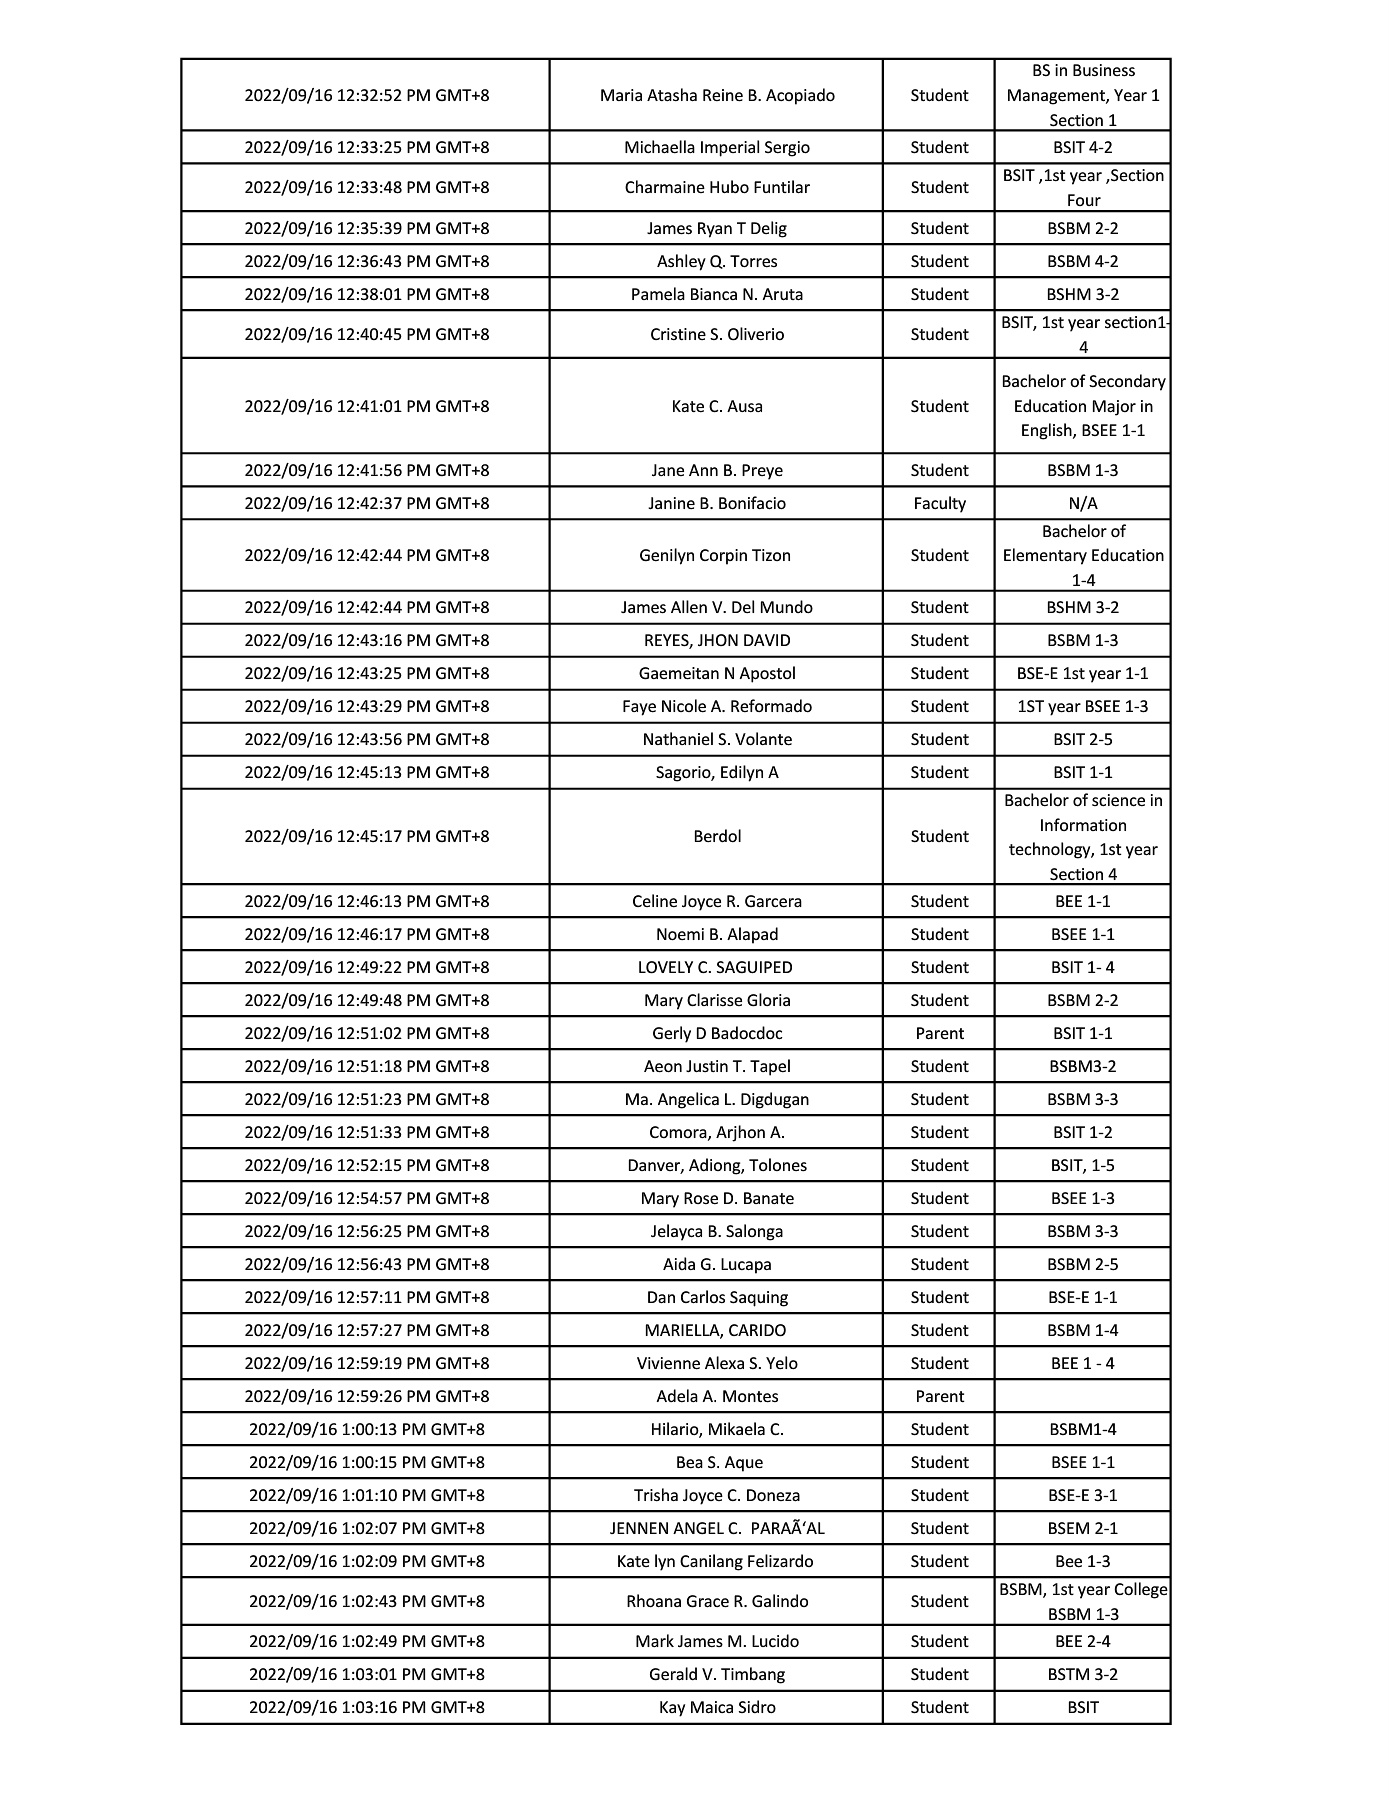 2022/09/16 12:32:52 PM GMT+8 Maria Atasha Reine B. Acopiado Student BS in Business
Management, Year 1
Section 1
2022/09/16 12:33:25 PM GMT+8 Michaella Imperial Sergio Student BSIT 4-2
2022/09/16 12:33:48 PM GMT+8 Charmaine Hubo Funtilar Student BSIT ,1st year ,Section
Four
2022/09/16 12:35:39 PM GMT+8 James Ryan T Delig Student BSBM 2-2
2022/09/16 12:36:43 PM GMT+8 Ashley Q. Torres Student BSBM 4-2
2022/09/16 12:38:01 PM GMT+8 Pamela Bianca N. Aruta Student BSHM 3-2
2022/09/16 12:40:45 PM GMT+8 Cristine S. Oliverio Student BSIT, 1st year section1-
4
2022/09/16 12:41:01 PM GMT+8 Kate C. Ausa Student Bachelor of Secondary
Education Major in
English, BSEE 1-1
2022/09/16 12:41:56 PM GMT+8 Jane Ann B. Preye Student BSBM 1-3
2022/09/16 12:42:37 PM GMT+8 Janine B. Bonifacio Faculty N/A
2022/09/16 12:42:44 PM GMT+8 Genilyn Corpin Tizon Student Bachelor of
Elementary Education
1-4
2022/09/16 12:42:44 PM GMT+8 James Allen V. Del Mundo Student BSHM 3-2
2022/09/16 12:43:16 PM GMT+8 REYES, JHON DAVID Student BSBM 1-3
2022/09/16 12:43:25 PM GMT+8 Gaemeitan N Apostol Student BSE-E 1st year 1-1
2022/09/16 12:43:29 PM GMT+8 Faye Nicole A. Reformado Student 1ST year BSEE 1-3
2022/09/16 12:43:56 PM GMT+8 Nathaniel S. Volante Student BSIT 2-5
2022/09/16 12:45:13 PM GMT+8 Sagorio, Edilyn A Student BSIT 1-1
2022/09/16 12:45:17 PM GMT+8 Berdol Student Bachelor of science in
Information
technology, 1st year
Section 4
2022/09/16 12:46:13 PM GMT+8 Celine Joyce R. Garcera Student BEE 1-1
2022/09/16 12:46:17 PM GMT+8 Noemi B. Alapad Student BSEE 1-1
2022/09/16 12:49:22 PM GMT+8 LOVELY C. SAGUIPED Student BSIT 1- 4
2022/09/16 12:49:48 PM GMT+8 Mary Clarisse Gloria Student BSBM 2-2
2022/09/16 12:51:02 PM GMT+8 Gerly D Badocdoc Parent BSIT 1-1
2022/09/16 12:51:18 PM GMT+8 Aeon Justin T. Tapel Student BSBM3-2
2022/09/16 12:51:23 PM GMT+8 Ma. Angelica L. Digdugan Student BSBM 3-3
2022/09/16 12:51:33 PM GMT+8 Comora, Arjhon A. Student BSIT 1-2
2022/09/16 12:52:15 PM GMT+8 Danver, Adiong, Tolones Student BSIT, 1-5
2022/09/16 12:54:57 PM GMT+8 Mary Rose D. Banate Student BSEE 1-3
2022/09/16 12:56:25 PM GMT+8 Jelayca B. Salonga Student BSBM 3-3
2022/09/16 12:56:43 PM GMT+8 Aida G. Lucapa Student BSBM 2-5
2022/09/16 12:57:11 PM GMT+8 Dan Carlos Saquing Student BSE-E 1-1
2022/09/16 12:57:27 PM GMT+8 MARIELLA, CARIDO Student BSBM 1-4
2022/09/16 12:59:19 PM GMT+8 Vivienne Alexa S. Yelo Student BEE 1 - 4
2022/09/16 12:59:26 PM GMT+8 Adela A. Montes Parent
2022/09/16 1:00:13 PM GMT+8 Hilario, Mikaela C. Student BSBM1-4
2022/09/16 1:00:15 PM GMT+8 Bea S. Aque Student BSEE 1-1
2022/09/16 1:01:10 PM GMT+8 Trisha Joyce C. Doneza Student BSE-E 3-1
2022/09/16 1:02:07 PM GMT+8 JENNEN ANGEL C.  PARAÃ‘AL Student BSEM 2-1
2022/09/16 1:02:09 PM GMT+8 Kate lyn Canilang Felizardo Student Bee 1-3
2022/09/16 1:02:43 PM GMT+8 Rhoana Grace R. Galindo Student BSBM, 1st year College
BSBM 1-3
2022/09/16 1:02:49 PM GMT+8 Mark James M. Lucido Student BEE 2-4
2022/09/16 1:03:01 PM GMT+8 Gerald V. Timbang Student BSTM 3-2
2022/09/16 1:03:16 PM GMT+8 Kay Maica Sidro Student BSIT